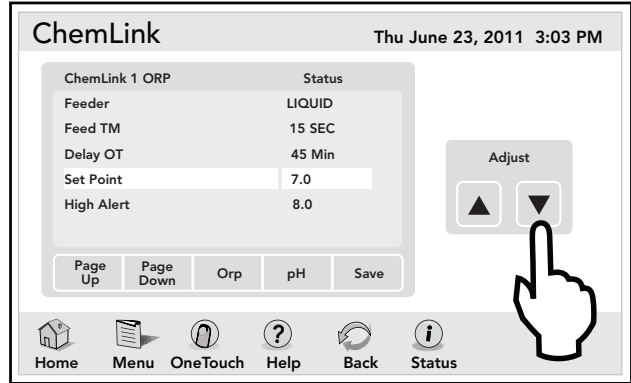 ChemLink
Thu June 23, 2011 3:03 PM
ChemLink 1 ORP Status
Feeder LIQUID
Feed TM 15 SEC
Delay OT 45 Min
Set Point 7.0
High Alert 8.0
Adjust
Page Up
Page Down
Orp
pH
Save
Home
Menu
OneTouch
? Help
Back
i Status